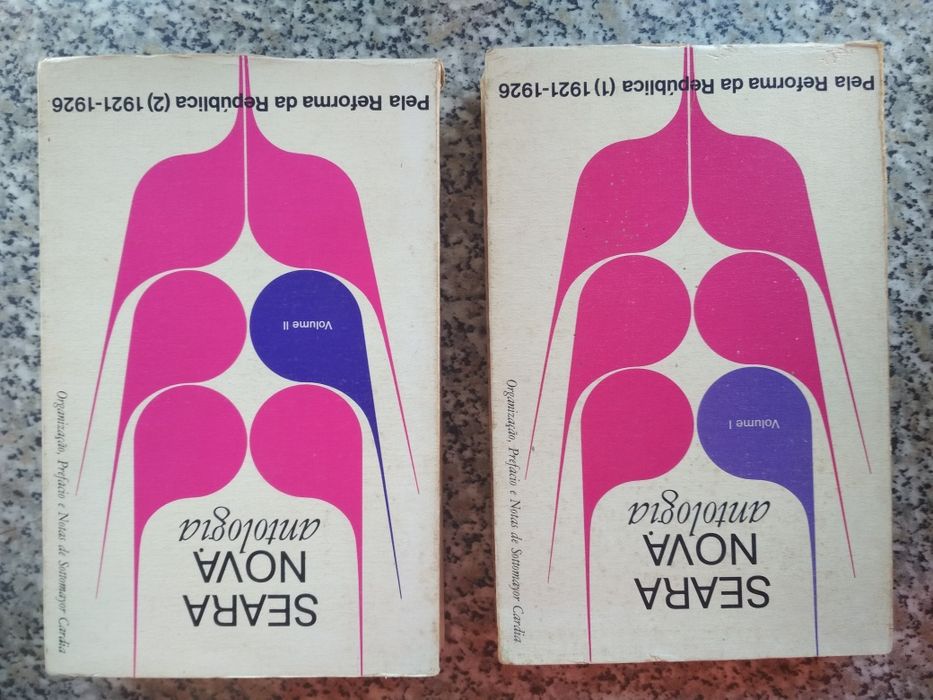 SEARA
NOVA
antologia
Volume II
Pela Reforma da República (2) 1921-1926
Organização, Prefácio e Notas de Sottomayor Cardia
SEARA
NOVA
antologia
Volume I
Pela Reforma da República (1) 1921-1926
Organização, Prefácio e Notas de Sottomayor Cardia